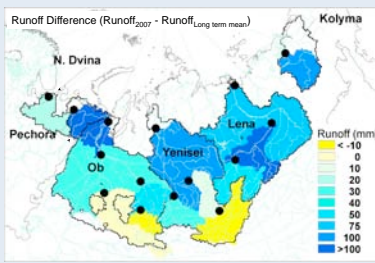 Runoff Difference (Runoff2007 - RunoffLong term mean)
Kolyma
N. Dvina
Pechora
Lena
Yenisei
Ob
Runoff (mm)
< -10
0
10
20
30
40
50
75
100
>100